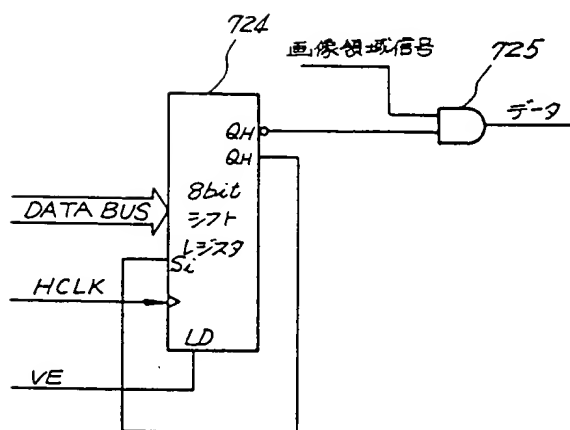 724
画像領域信号
725
データ
QH
QH
DATA BUS
8bit
シフト
レジスタ
Si
HCLK
LD
VE